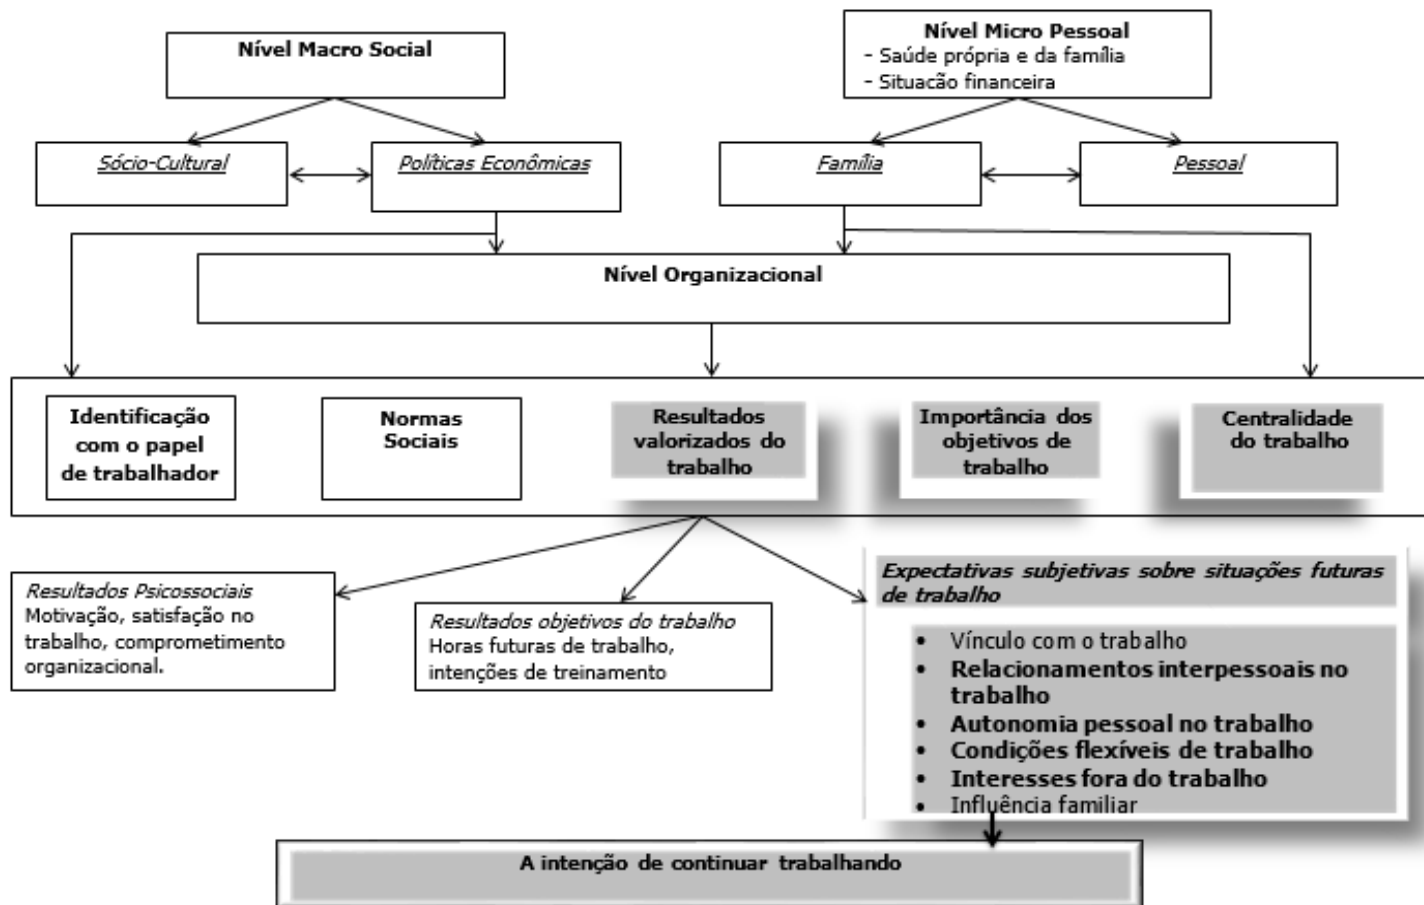 Nível Macro Social
Nível Micro Pessoal
- Saúde própria e da família
- Situacão financeira
Sócio-Cultural
Políticas Econômicas
Família
Pessoal
Nível Organizacional
Identificação
com o papel
de trabalhador
Normas
Sociais
Resultados
valorizados do
trabalho
Importância dos
objetivos de
trabalho
Centralidade
do trabalho
Resultados Psicossociais
Motivação, satisfação no
trabalho, comprometimento
organizacional.
Resultados objetivos do trabalho
Horas futuras de trabalho,
intenções de treinamento
Expectativas subjetivas sobre situações futuras
de trabalho
• Vínculo com o trabalho
• Relacionamentos interpessoais no
trabalho
• Autonomia pessoal no trabalho
• Condições flexíveis de trabalho
• Interesses fora do trabalho
• Influência familiar
A intenção de continuar trabalhando